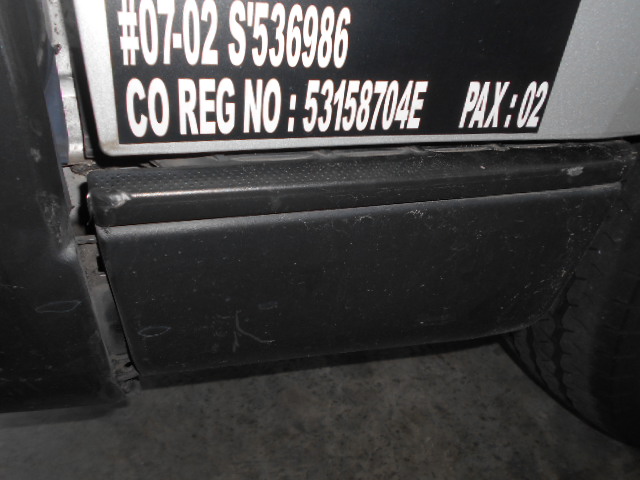 #07-02 S'536986
CO REG NO : 53158704E PAX : 02